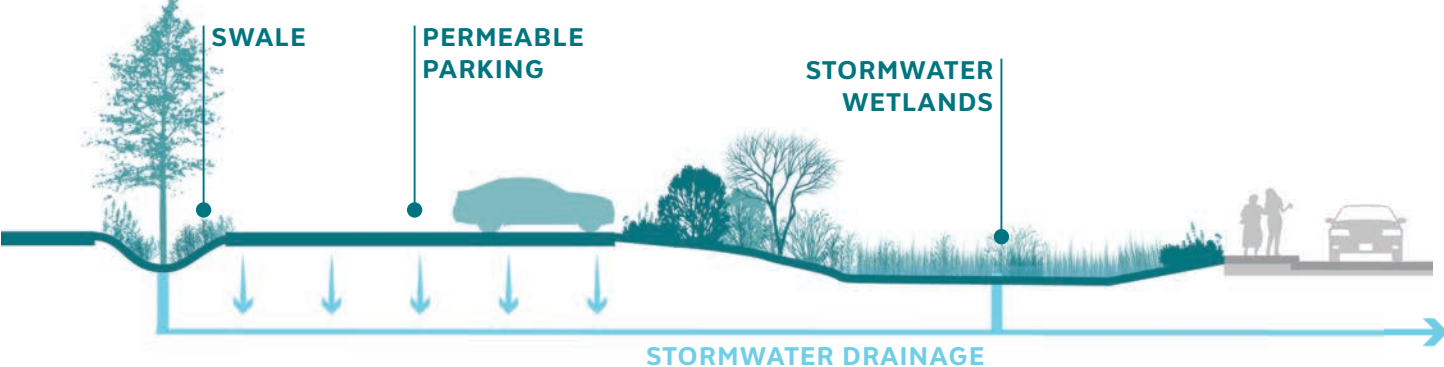 SWALE
PERMEABLE
PARKING
STORMWATER
WETLANDS
STORMWATER DRAINAGE